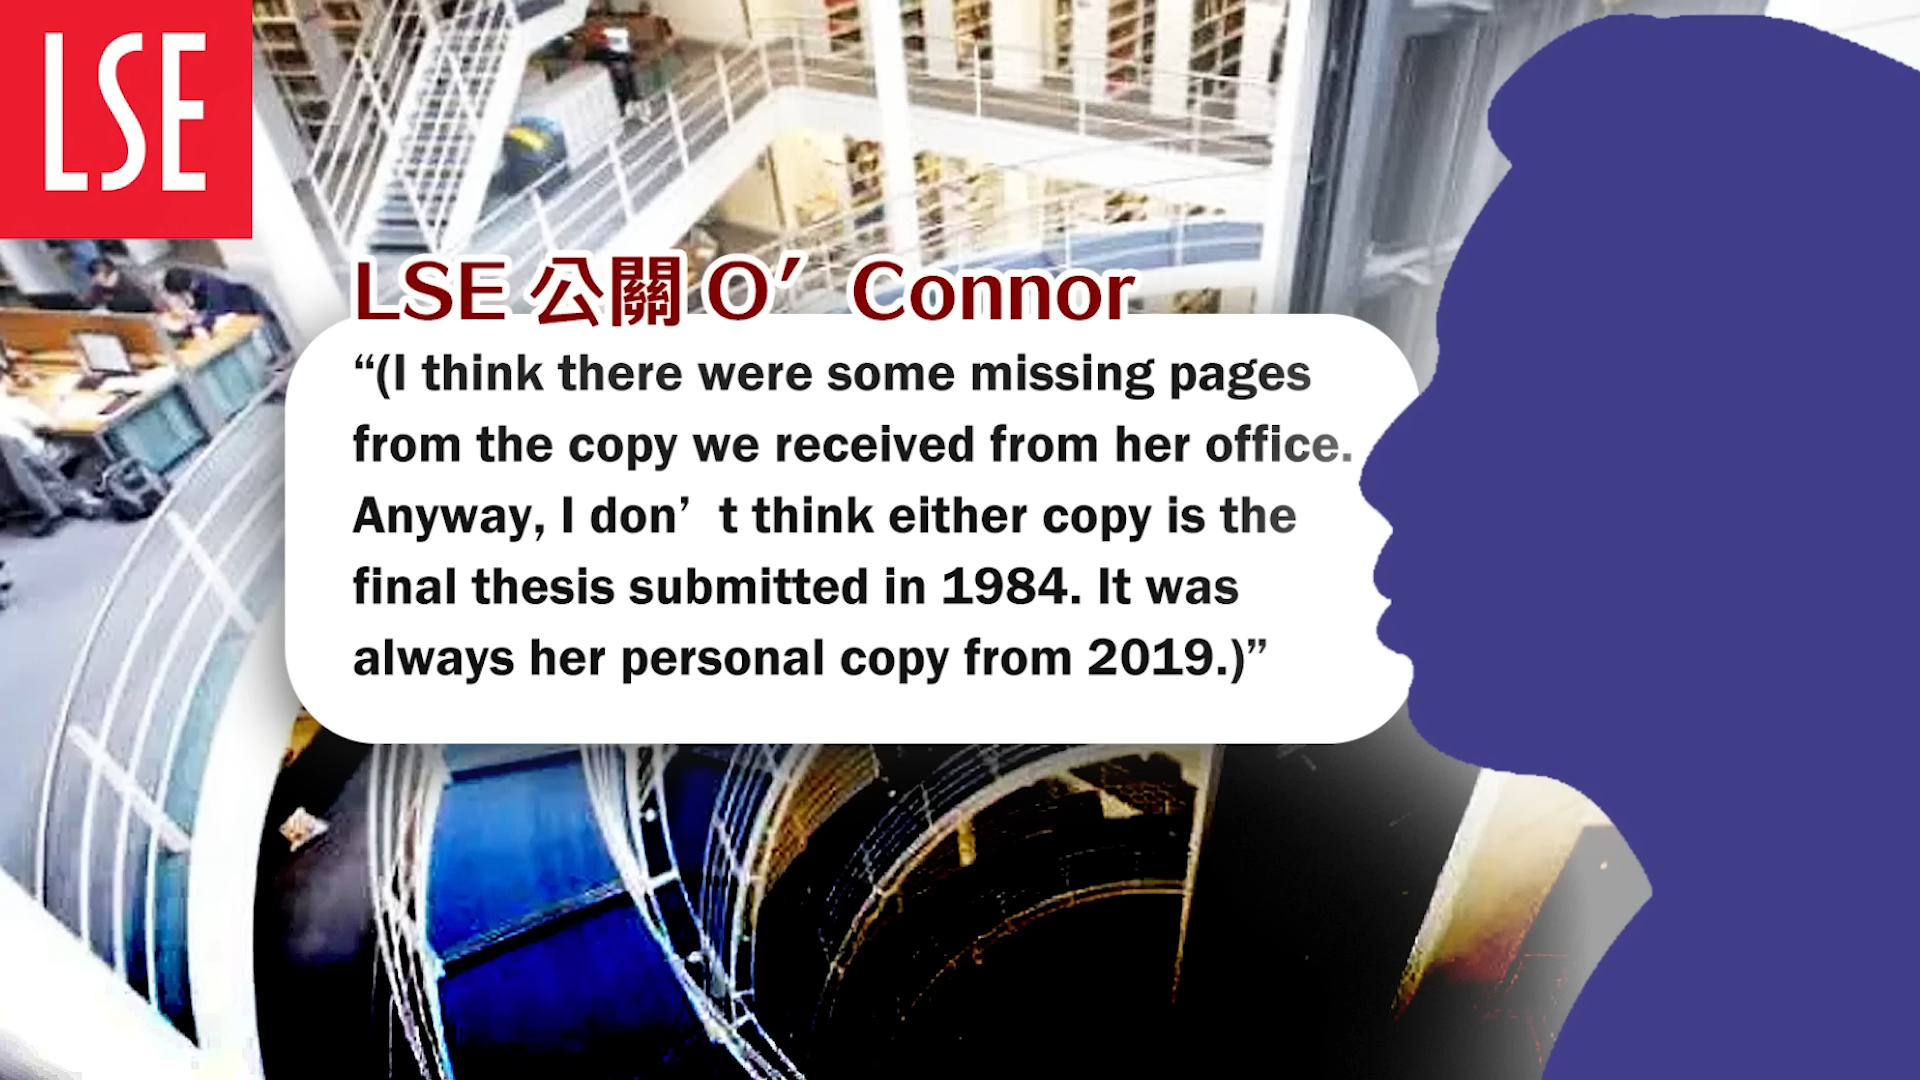 LSE
LSE 公關 O’ Connor
“(I think there were some missing pages
from the copy we received from her office.
Anyway, I don’ t think either copy is the
final thesis submitted in 1984. It was
always her personal copy from 2019.)”